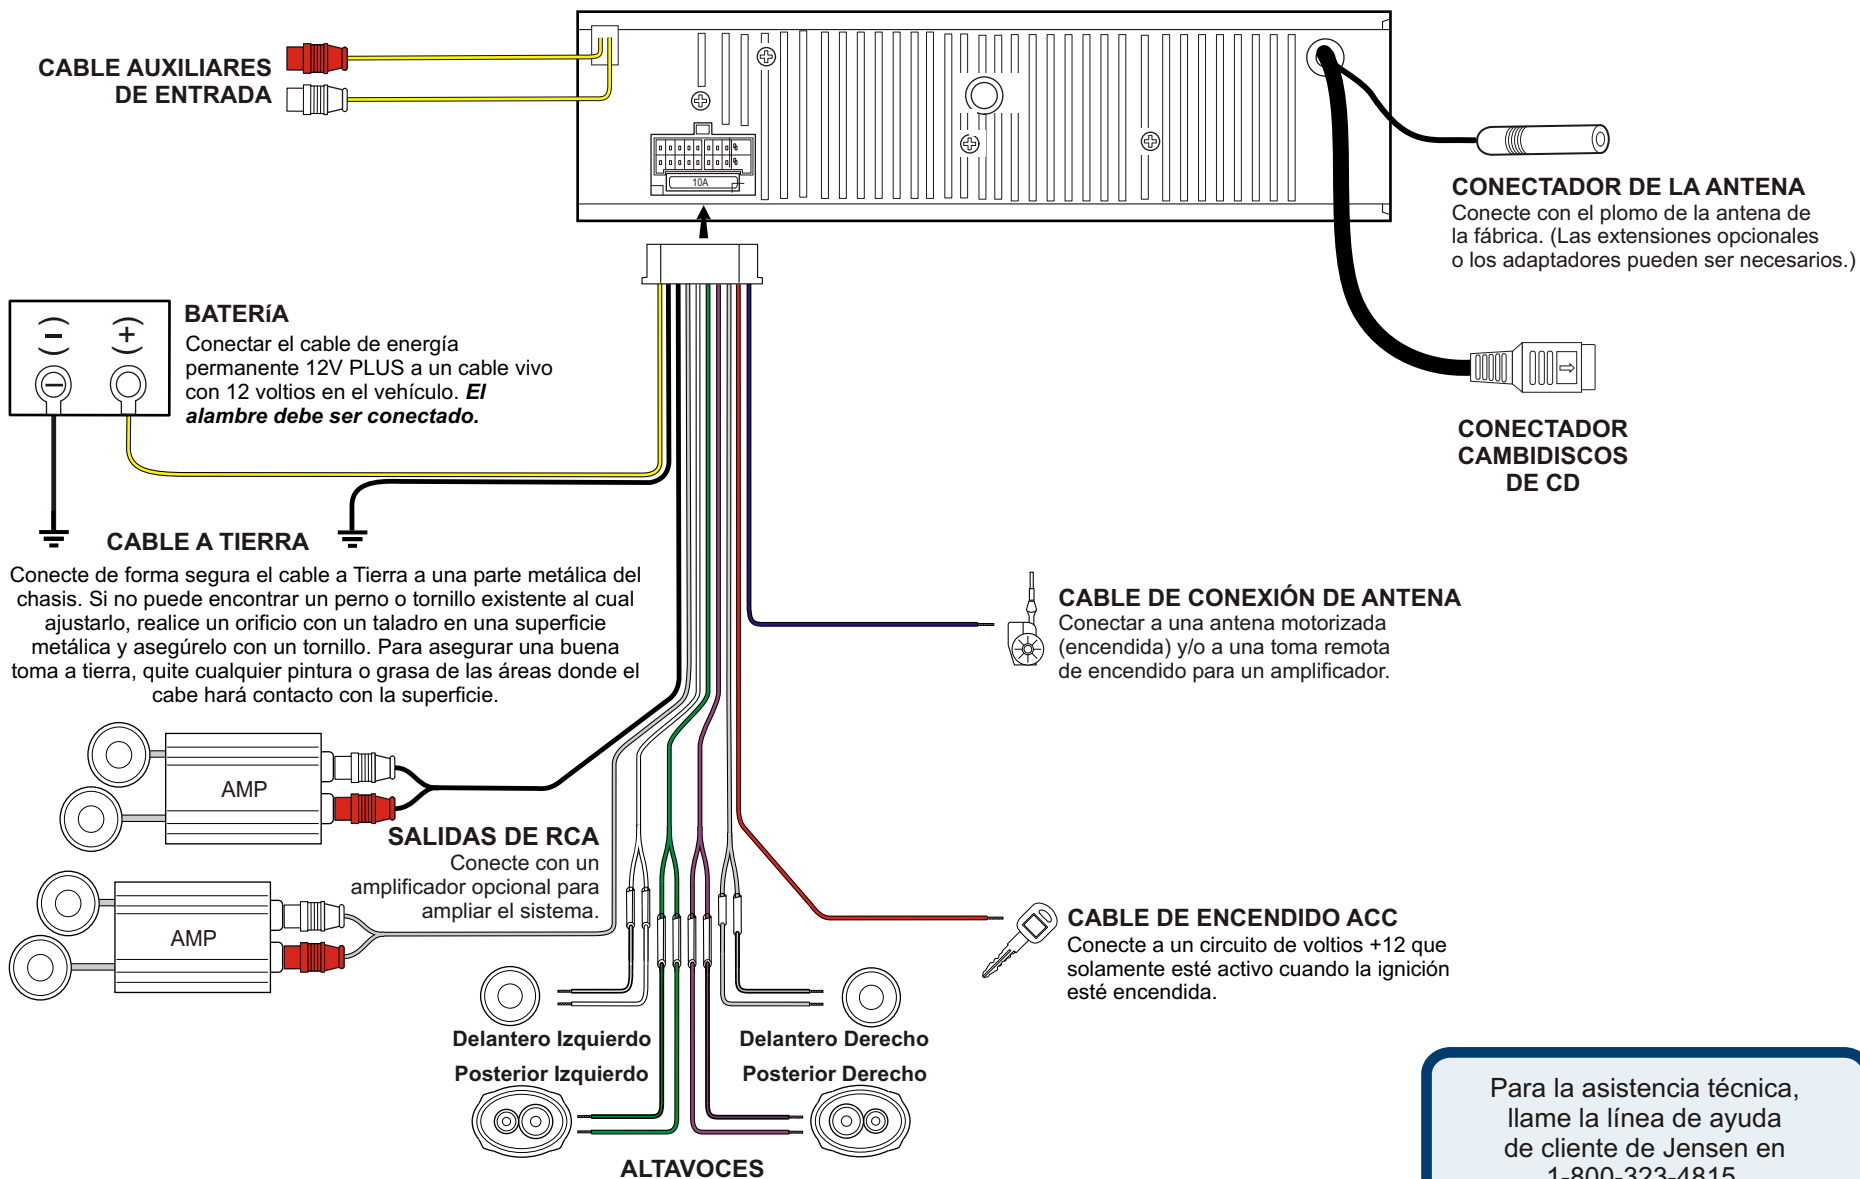 CABLE AUXILIARES
DE ENTRADA
10A
CONECTADOR DE LA ANTENA
Conecte con el plomo de la antena de
la fábrica. (Las extensiones opcionales
o los adaptadores pueden ser necesarios.)
BATERíA
Conectar el cable de energía
permanente 12V PLUS a un cable vivo
con 12 voltios en el vehículo. El
alambre debe ser conectado.
CONECTADOR
CAMBIDISCOS
DE CD
CABLE A TIERRA
Conecte de forma segura el cable a Tierra a una parte metálica del
chasis. Si no puede encontrar un perno o tornillo existente al cual
ajustarlo, realice un orificio con un taladro en una superficie
metálica y asegúrelo con un tornillo. Para asegurar una buena
toma a tierra, quite cualquier pintura o grasa de las áreas donde el
cabe hará contacto con la superficie.
CABLE DE CONEXIÓN DE ANTENA
Conectar a una antena motorizada
(encendida) y/o a una toma remota
de encendido para un amplificador.
AMP
SALIDAS DE RCA
Conecte con un
amplificador opcional para
ampliar el sistema.
AMP
CABLE DE ENCENDIDO ACC
Conecte a un circuito de voltios +12 que
solamente esté activo cuando la ignición
esté encendida.
Delantero Izquierdo
Delantero Derecho
Posterior Izquierdo
Posterior Derecho
ALTAVOCES
Para la asistencia técnica,
llame la línea de ayuda
de cliente de Jensen en
1-800-323-4815